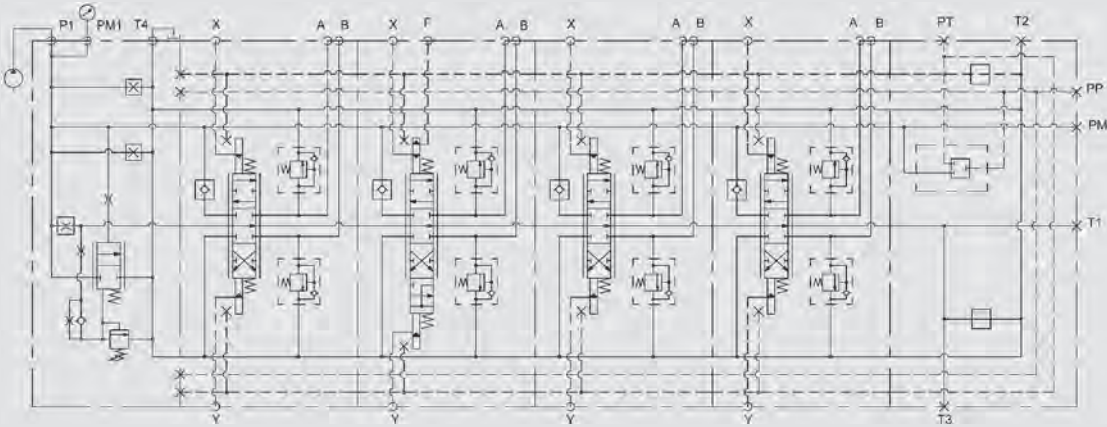 P1 PM1 T4 X A B X F A B X A B X A B PT T2
PP
PM
T1
Y Y Y Y T3